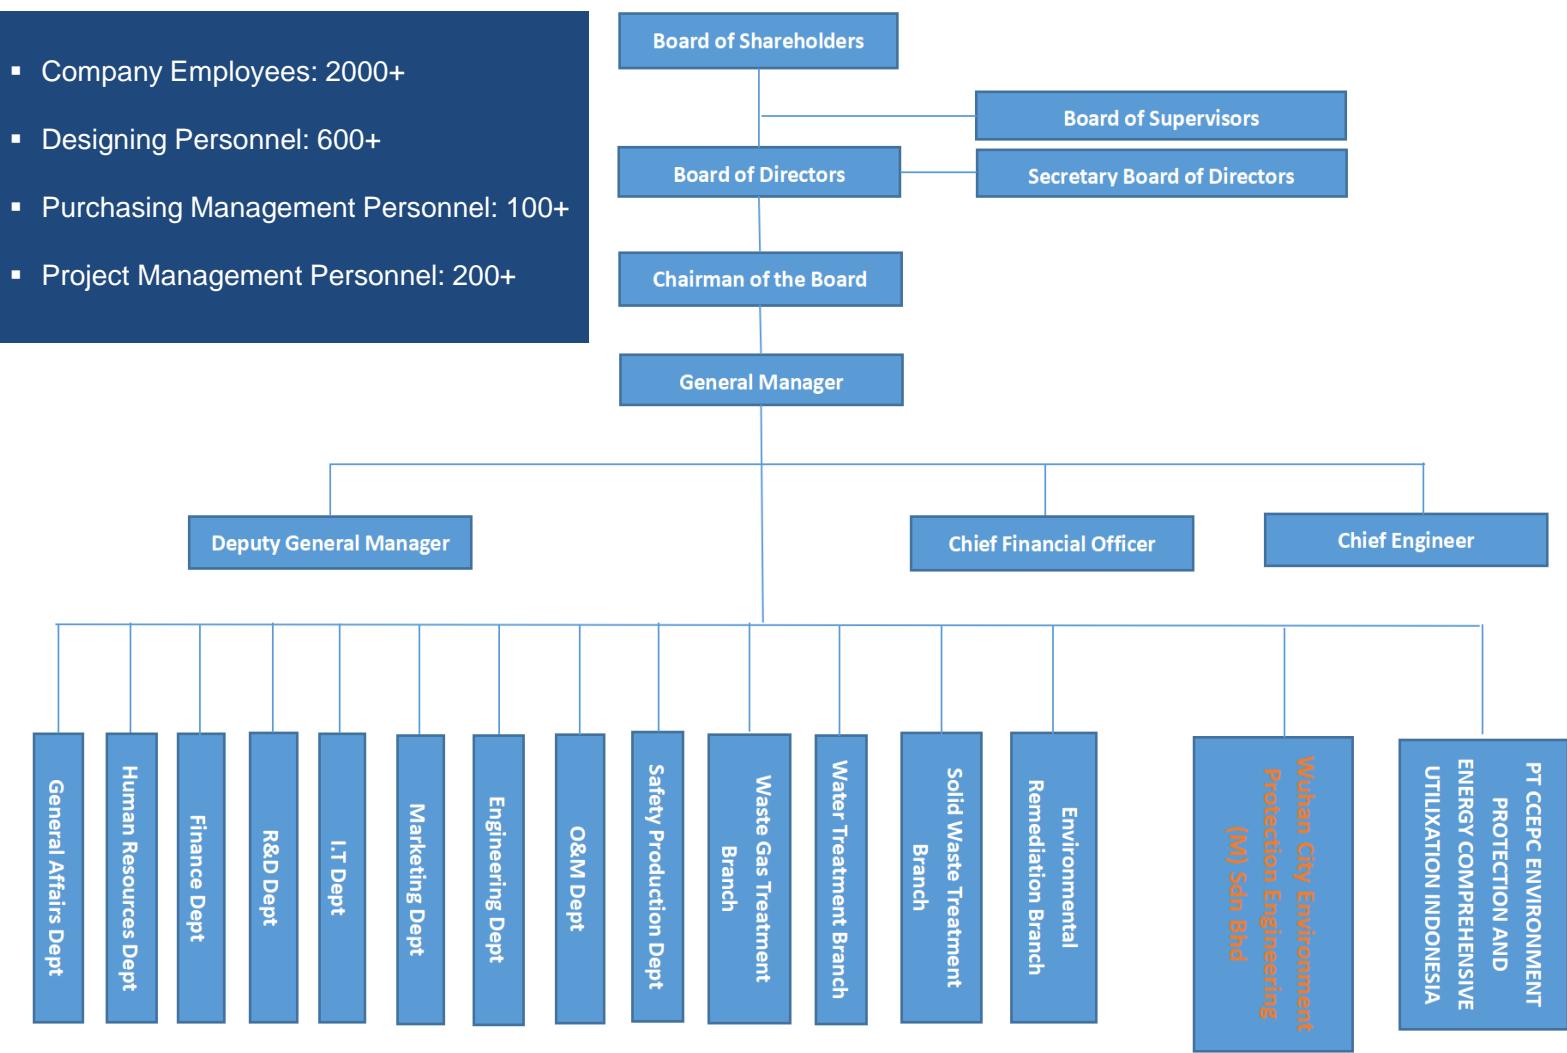 ▪ Company Employees: 2000+
▪ Designing Personnel: 600+
▪ Purchasing Management Personnel: 100+
▪ Project Management Personnel: 200+
Board of Shareholders
Board of Supervisors
Board of Directors
Secretary Board of Directors
Chairman of the Board
General Manager
Deputy General Manager
Chief Financial Officer
Chief Engineer
General Affairs Dept
Human Resources Dept
Finance Dept
R&D Dept
I.T Dept
Marketing Dept
Engineering Dept
O&M Dept
Safety Production Dept
Waste Gas Treatment
Branch
Water Treatment Branch
Solid Waste Treatment
Branch
Environmental
Remediation Branch
Wuhan City Environment
Protection Engineering
(M) Sdn Bhd
PT CCEPC ENVIRONMENT
PROTECTION AND
ENERGY COMPREHENSIVE
UTILIXATION INDONESIA